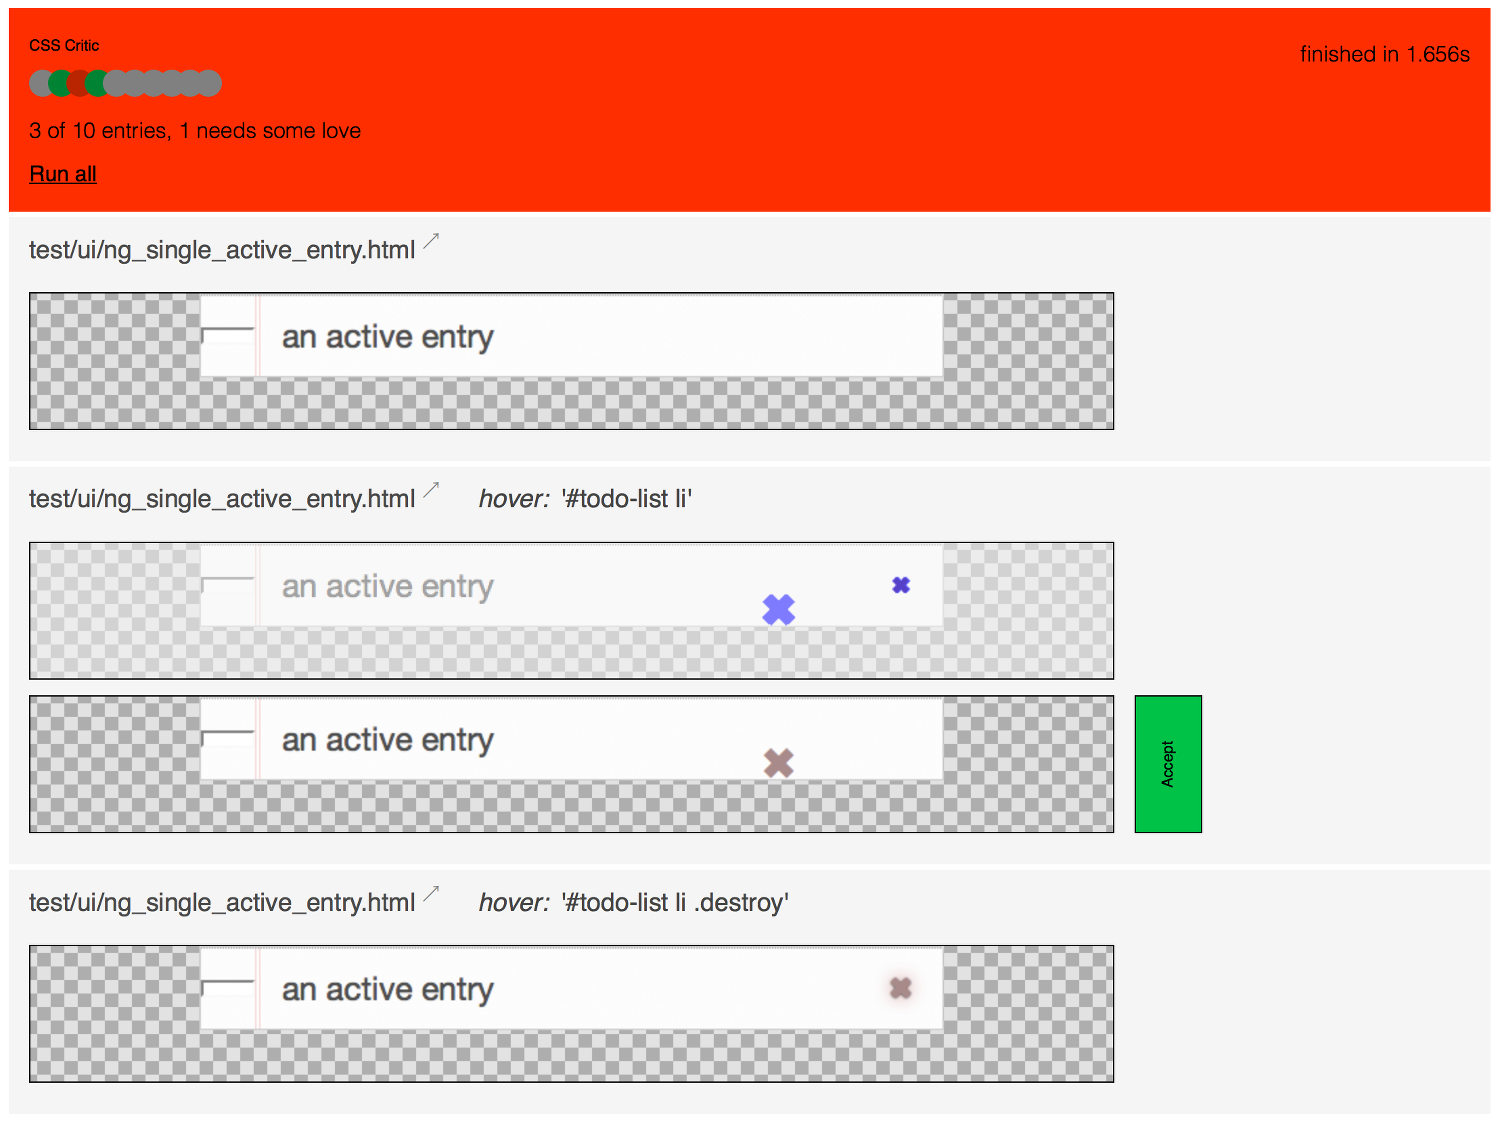 CSS Critic
finished in 1.656s
3 of 10 entries, 1 needs some love
Run all
test/ui/ng_single_active_entry.html
an active entry
test/ui/ng_single_active_entry.html hover: '#todo-list li'
an active entry
an active entry
Accept
test/ui/ng_single_active_entry.html hover: '#todo-list li .destroy'
an active entry